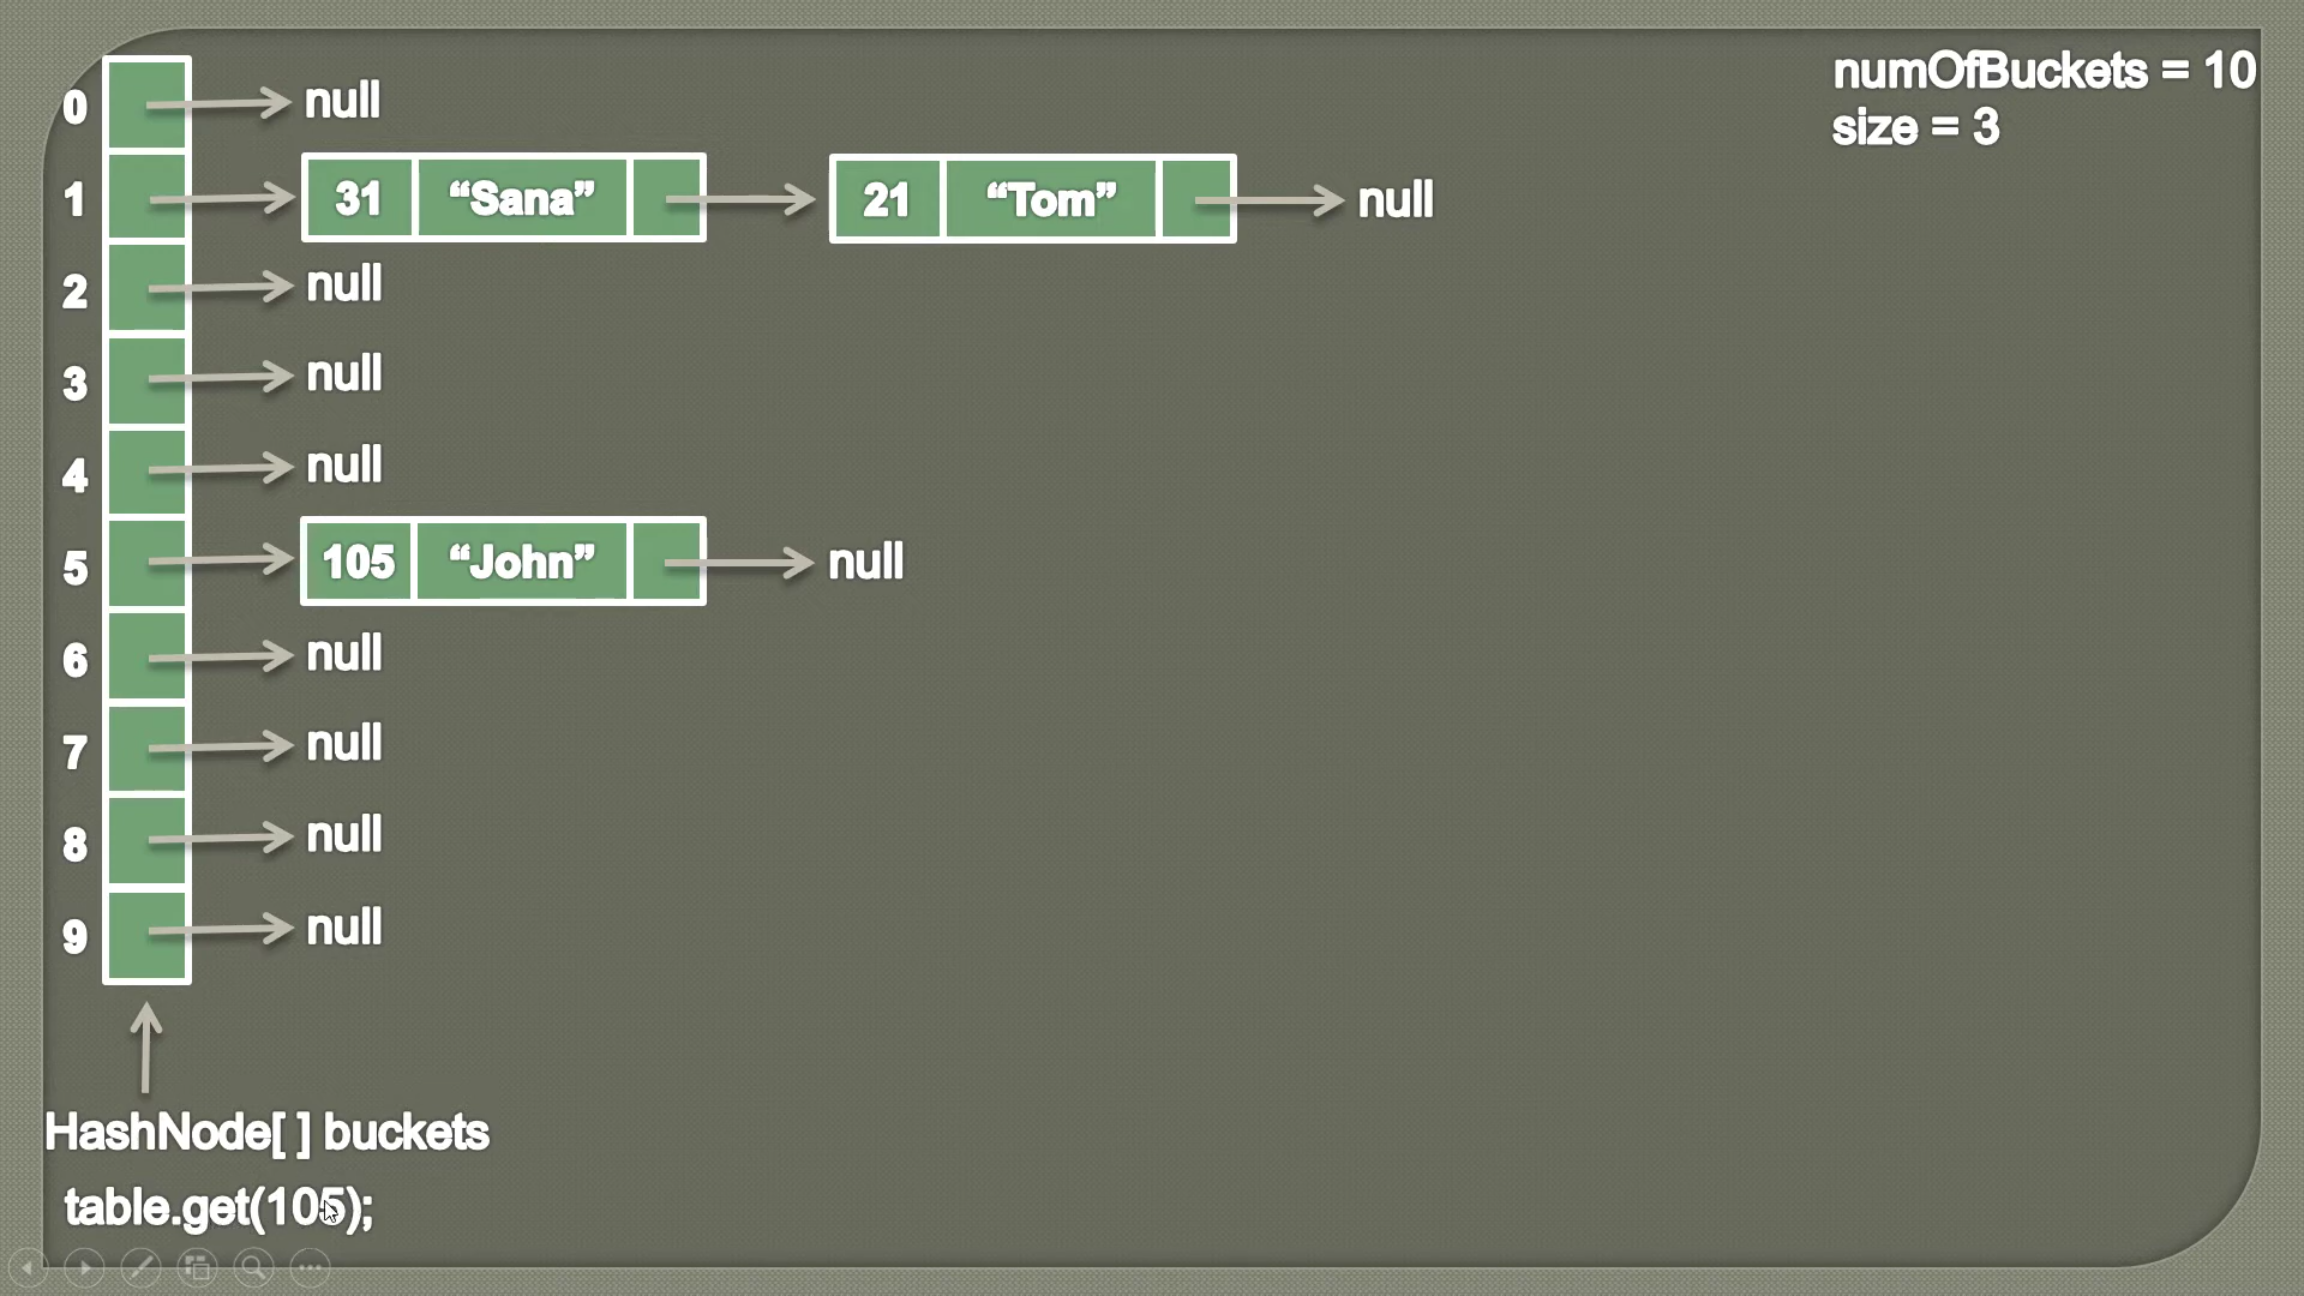 numOfBuckets = 10
size = 3
0 null
1 31 “Sana” 21 “Tom” null
2 null
3 null
4 null
5 105 “John” null
6 null
7 null
8 null
9 null
HashNode[ ] buckets
table.get(105);